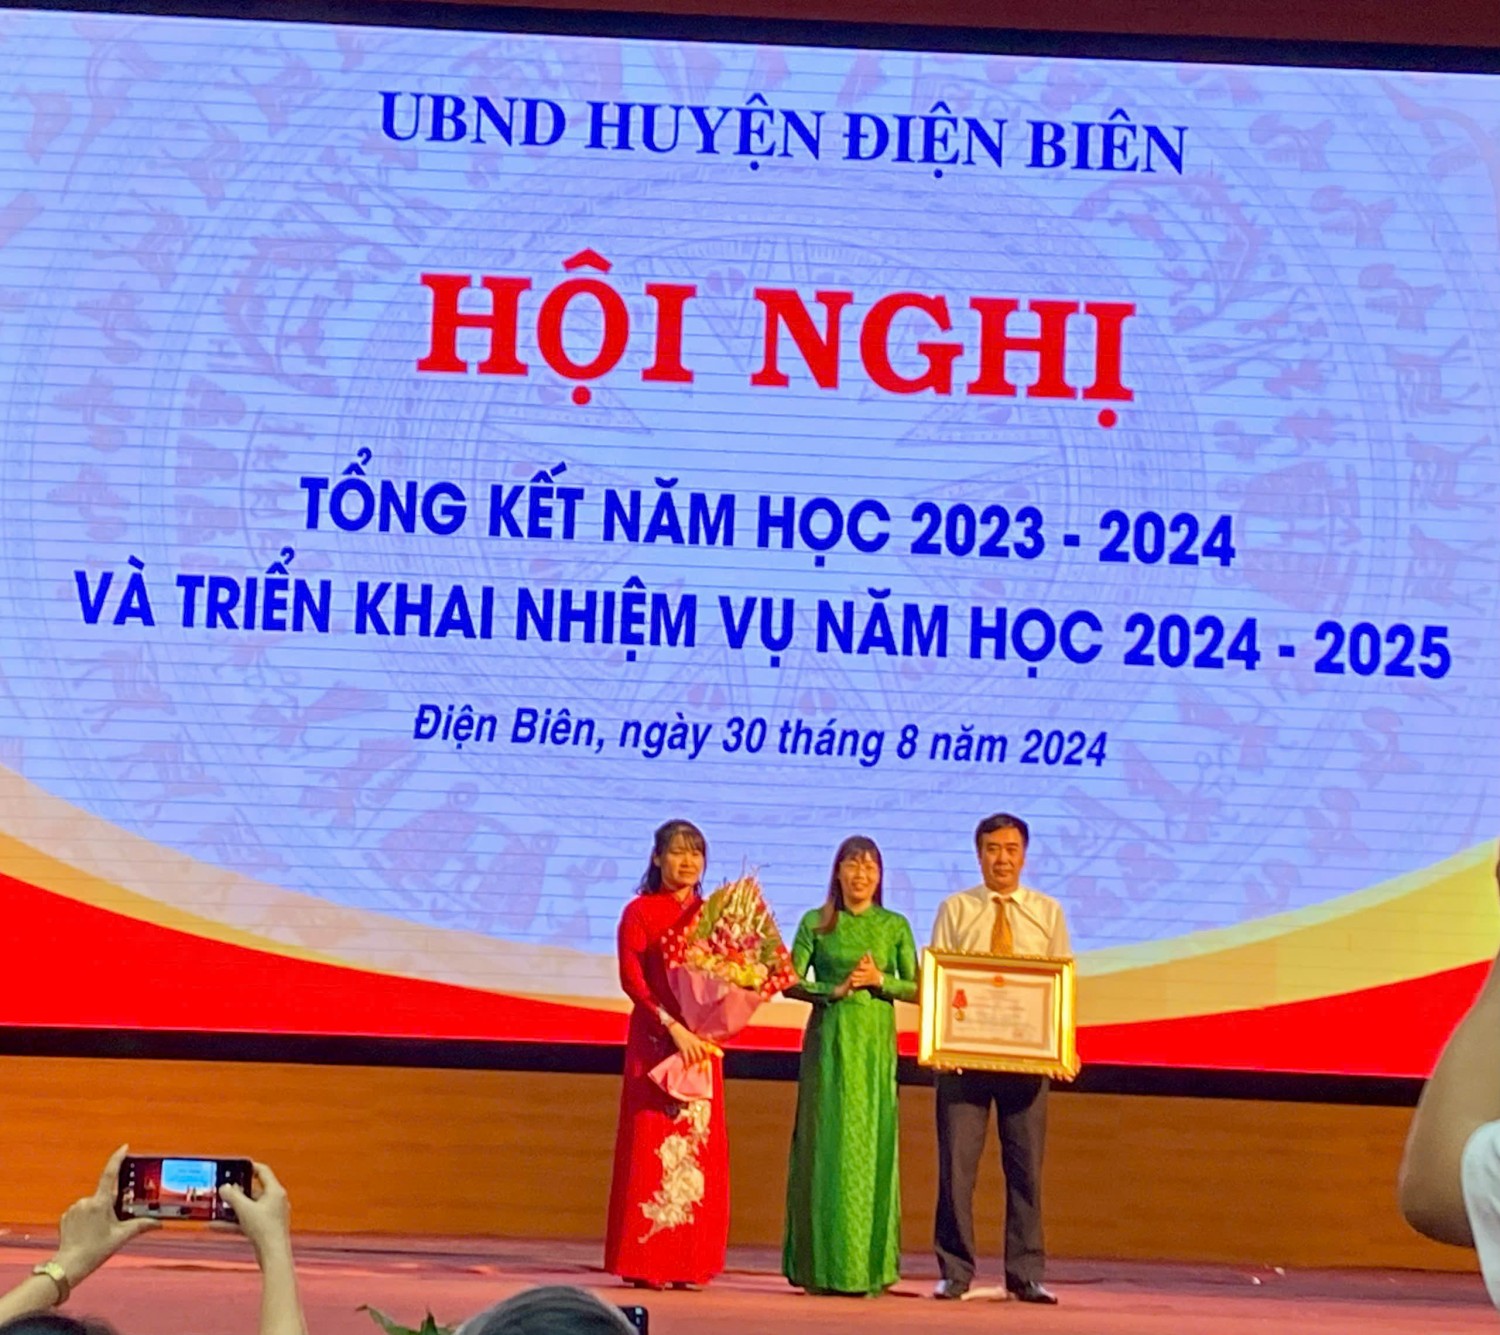 UBND HUYỆN ĐIỆN BIÊN
HỘI NGHỊ
TỔNG KẾT NĂM HỌC 2023 - 2024
VÀ TRIỂN KHAI NHIỆM VỤ NĂM HỌC 2024 - 2025
Điện Biên, ngày 30 tháng 8 năm 2024